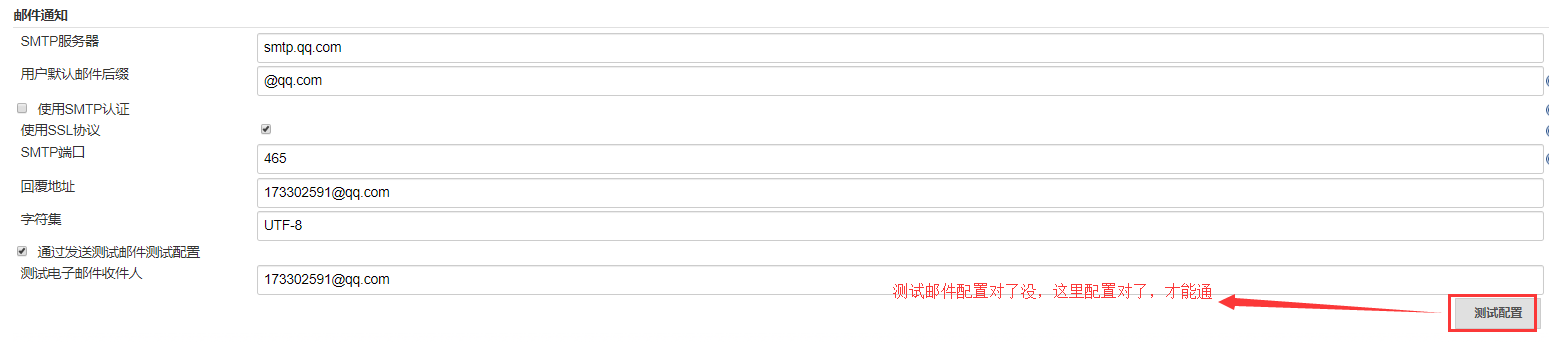 邮件通知
SMTP服务器
smtp.qq.com
用户默认邮件后缀
@qq.com
使用SMTP认证
使用SSL协议
SMTP端口
465
回覆地址
173302591@qq.com
字符集
UTF-8
通过发送测试邮件测试配置
测试电子邮件收件人
173302591@qq.com
测试邮件配置对了没，这里配置对了，才能通
测试配置